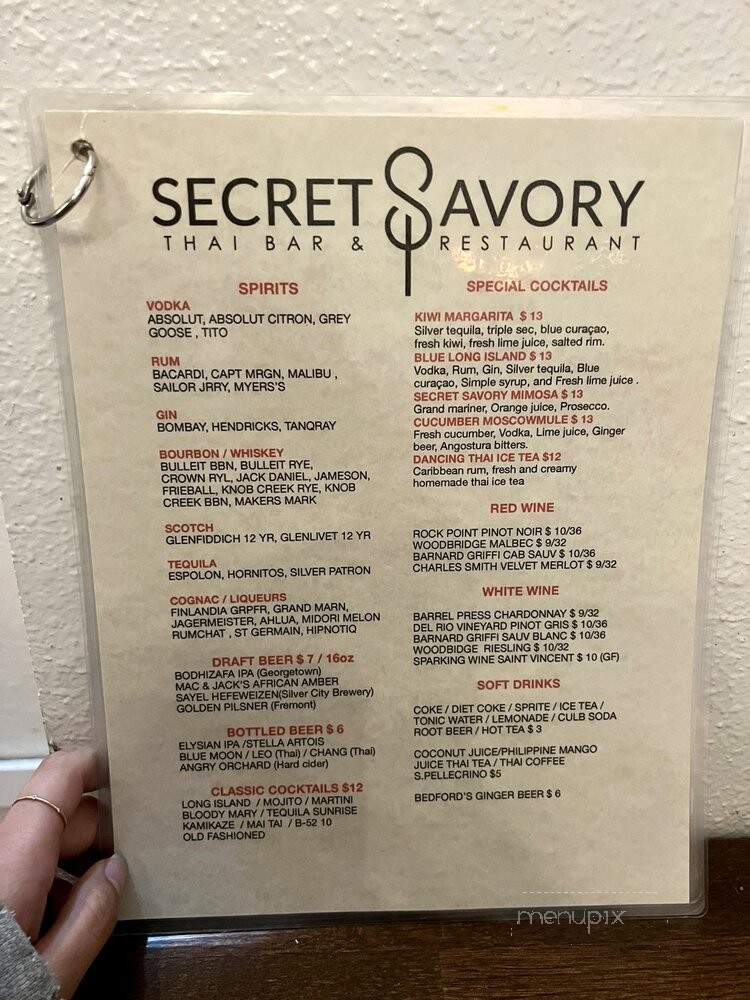 SECRET SAVORY
THAI BAR & RESTAURANT
SPIRITS
VODKA
ABSOLUT, ABSOLUT CITRON, GREY
GOOSE , TITO
RUM
BACARDI, CAPT MRGN, MALIBU ,
SAILOR JRRY, MYERS'S
GIN
BOMBAY, HENDRICKS, TANQRAY
BOURBON / WHISKEY
BULLEIT BBN, BULLEIT RYE,
CROWN RYL, JACK DANIEL, JAMESON,
FRIEBALL, KNOB CREEK RYE, KNOB
CREEK BBN, MAKERS MARK
SCOTCH
GLENFIDDICH 12 YR, GLENLIVET 12 YR
TEQUILA
ESPOLON, HORNITOS, SILVER PATRON
COGNAC / LIQUEURS
FINLANDIA GRPFR, GRAND MARN,
JAGERMEISTER, AHLUA, MIDORI MELON
RUMCHAT , ST GERMAIN, HIPNOTIQ
DRAFT BEER $ 7 / 16oz
BODHIZAFA IPA (Georgetown)
MAC & JACK'S AFRICAN AMBER
SAYEL HEFEWEIZEN(Silver City Brewery)
GOLDEN PILSNER (Fremont)
BOTTLED BEER $ 6
ELYSIAN IPA /STELLA ARTOIS
BLUE MOON / LEO (Thai) / CHANG (Thai)
ANGRY ORCHARD (Hard cider)
CLASSIC COCKTAILS $12
LONG ISLAND / MOJITO / MARTINI
BLOODY MARY / TEQUILA SUNRISE
KAMIKAZE / MAI TAI / B-52 10
OLD FASHIONED
SPECIAL COCKTAILS
KIWI MARGARITA $ 13
Silver tequila, triple sec, blue curaçao,
fresh kiwi, fresh lime juice, salted rim.
BLUE LONG ISLAND $ 13
Vodka, Rum, Gin, Silver tequila, Blue
curaçao, Simple syrup, and Fresh lime juice .
SECRET SAVORY MIMOSA $ 13
Grand mariner, Orange juice, Prosecco.
CUCUMBER MOSCOWMULE $ 13
Fresh cucumber, Vodka, Lime juice, Ginger
beer, Angostura bitters.
DANCING THAI ICE TEA $12
Caribbean rum, fresh and creamy
homemade thai ice tea
RED WINE
ROCK POINT PINOT NOIR $ 10/36
WOODBRIDGE MALBEC $ 9/32
BARNARD GRIFFI CAB SAUV $ 10/36
CHARLES SMITH VELVET MERLOT $ 9/32
WHITE WINE
BARREL PRESS CHARDONNAY $ 9/32
DEL RIO VINEYARD PINOT GRIS $ 10/36
BARNARD GRIFFI SAUV BLANC $ 10/36
WOODBIDGE RIESLING $ 10/32
SPARKING WINE SAINT VINCENT $ 10 (GF)
SOFT DRINKS
COKE / DIET COKE / SPRITE / ICE TEA /
TONIC WATER / LEMONADE / CULB SODA
ROOT BEER / HOT TEA $ 3
COCONUT JUICE/PHILIPPINE MANGO
JUICE THAI TEA / THAI COFFEE
S.PELLECRINO $5
BEDFORD'S GINGER BEER $ 6
menupix